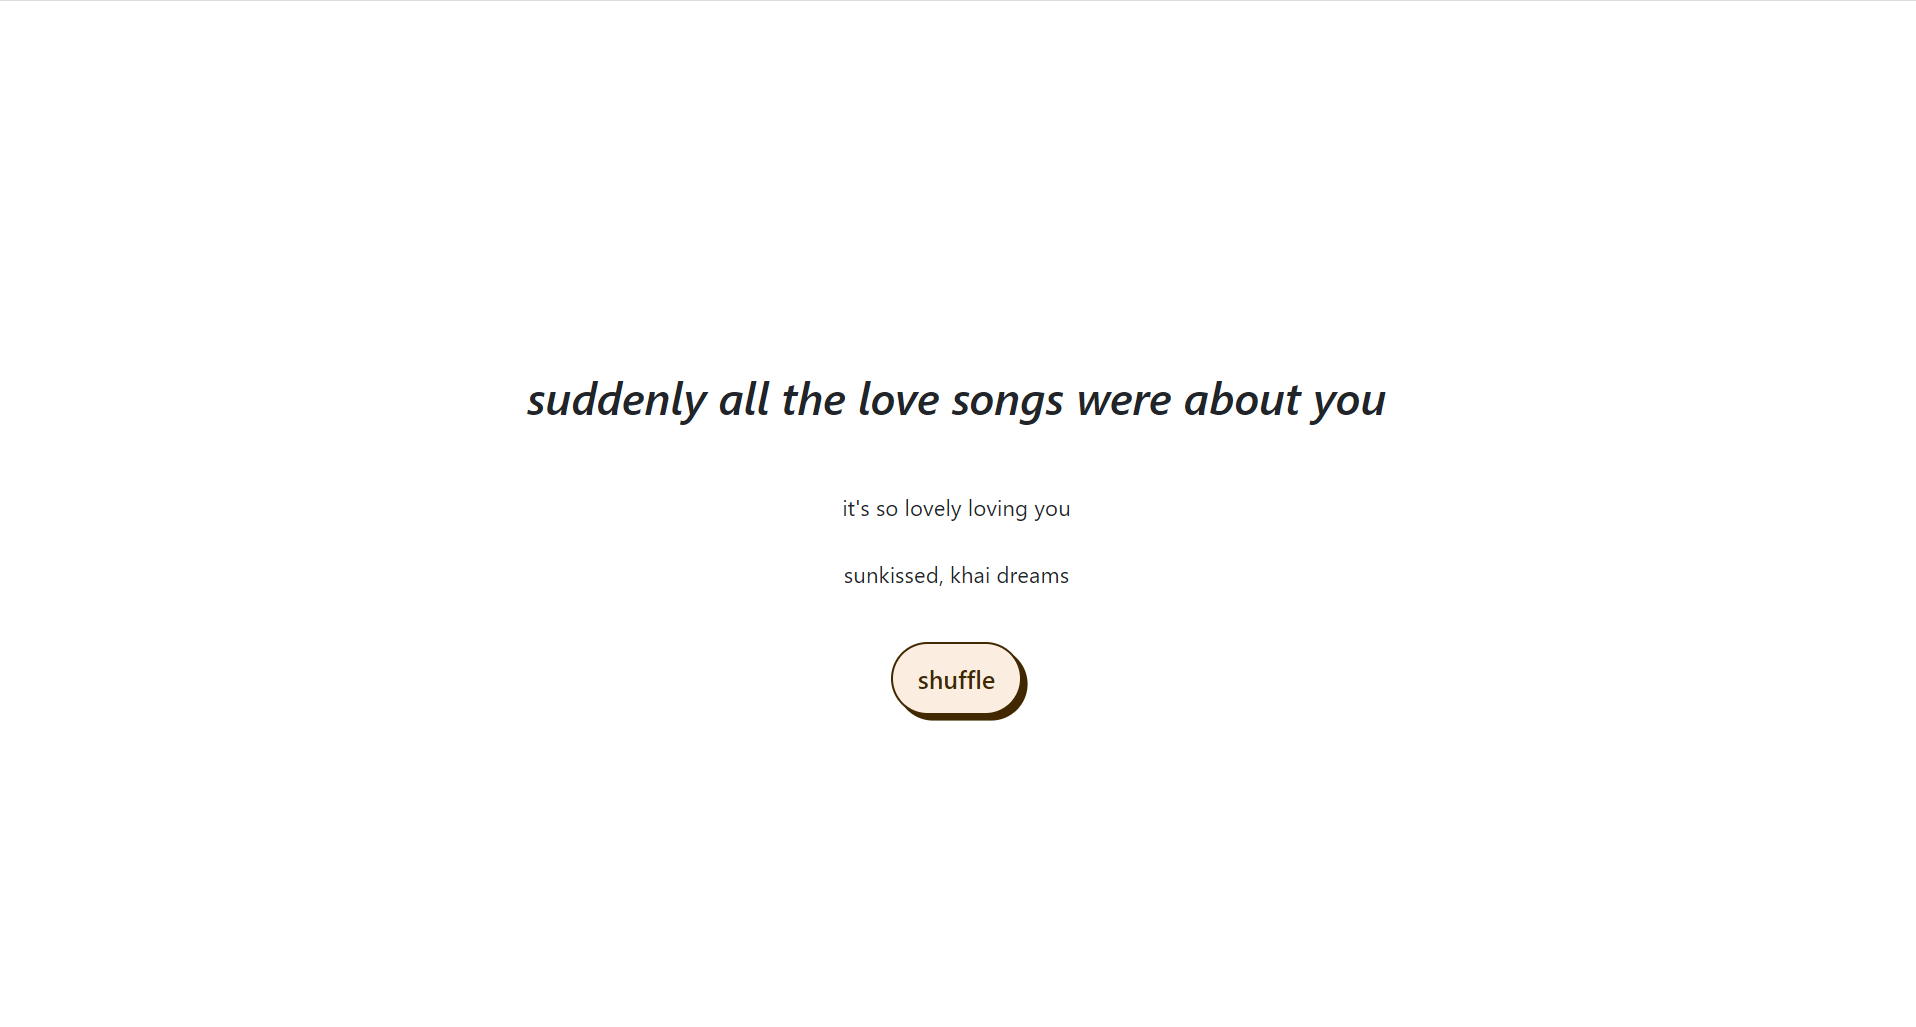 suddenly all the love songs were about you
it's so lovely loving you
sunkissed, khai dreams
shuffle